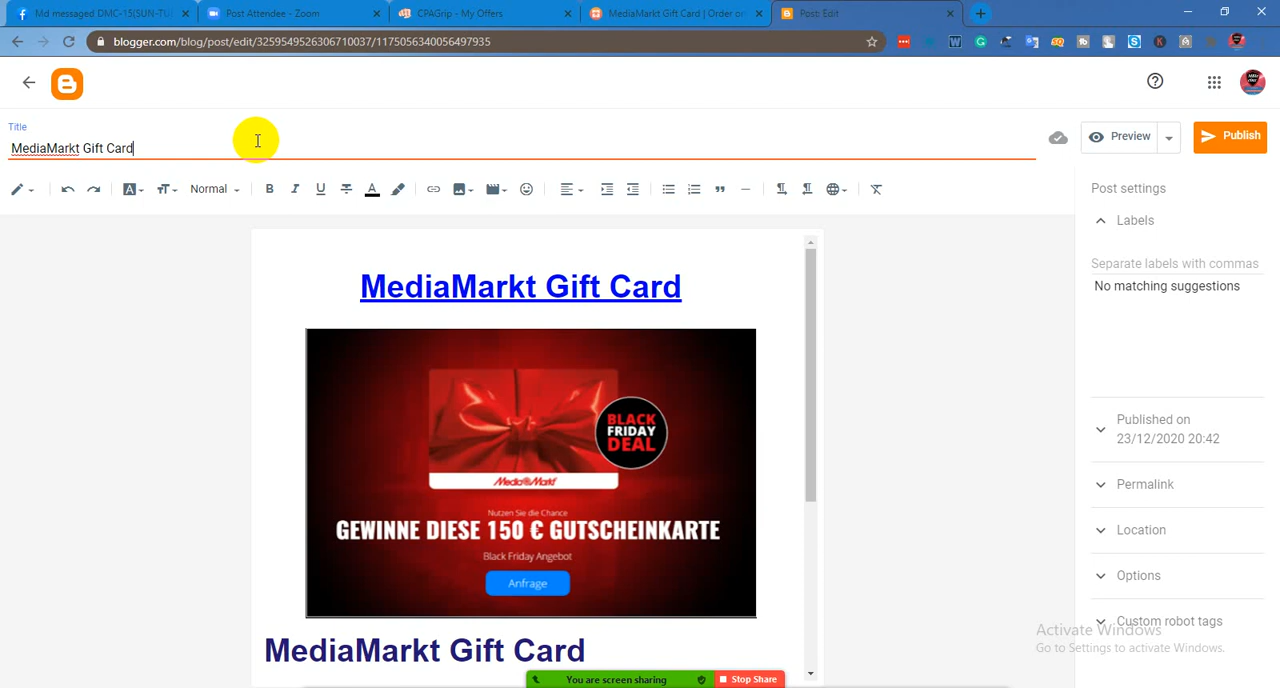 Md messaged DMC-15(SUN-TU
Post Attendee - Zoom
CPAGrip - My Offers
MediaMarkt Gift Card | Order on
Post: Edit
blogger.com/blog/post/edit/3259549526306710037/1175056340056497935
Title
MediaMarkt Gift Card
Preview
Publish
Normal
Post settings
Labels
Separate labels with commas
No matching suggestions
MediaMarkt Gift Card
BLACK
FRIDAY
DEAL
MediaMarkt
Nutzen Sie die Chance
GEWINNE DIESE 150 € GUTSCHEINKARTE
Black Friday Angebot
Anfrage
MediaMarkt Gift Card
Published on
23/12/2020 20:42
Permalink
Location
Options
Custom robot tags
Activate Windows
Go to Settings to activate Windows.
You are screen sharing
Stop Share